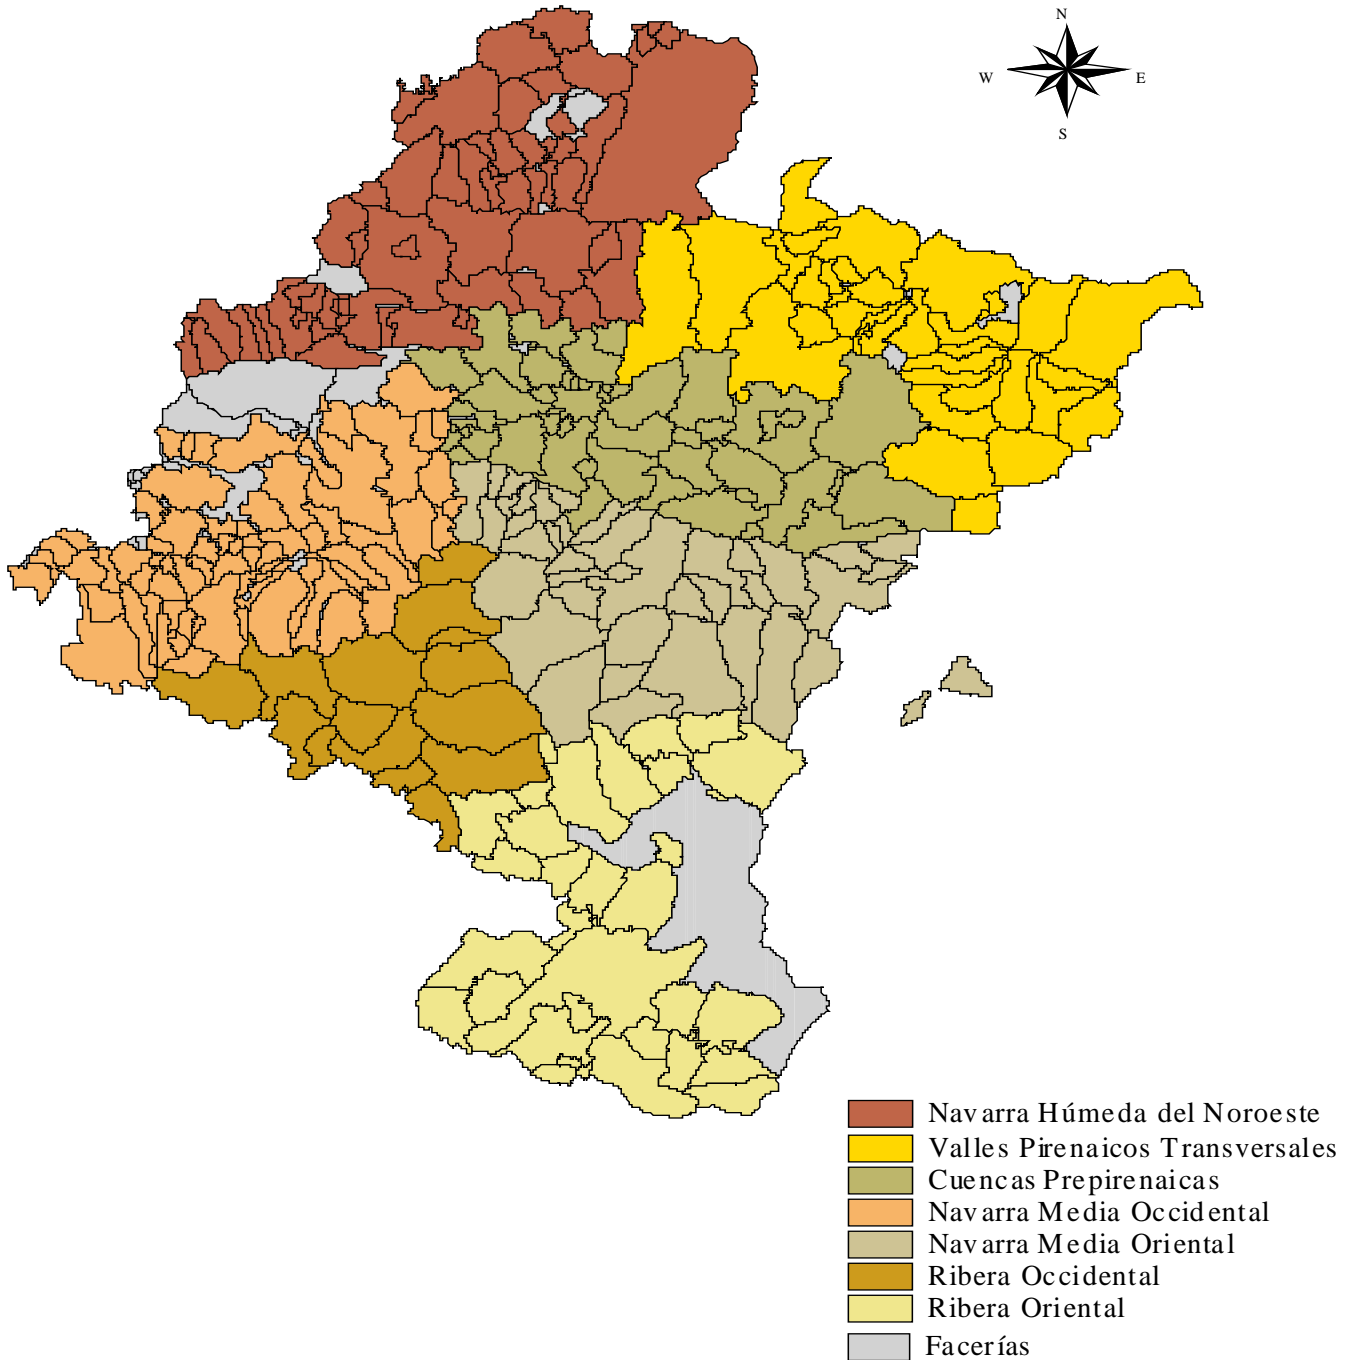 N
W E
S
Navarra Húmeda del Noroeste
Valles Pirenaicos Transversales
Cuencas Prepirenaicas
Navarra Media Occidental
Navarra Media Oriental
Ribera Occidental
Ribera Oriental
Facerías